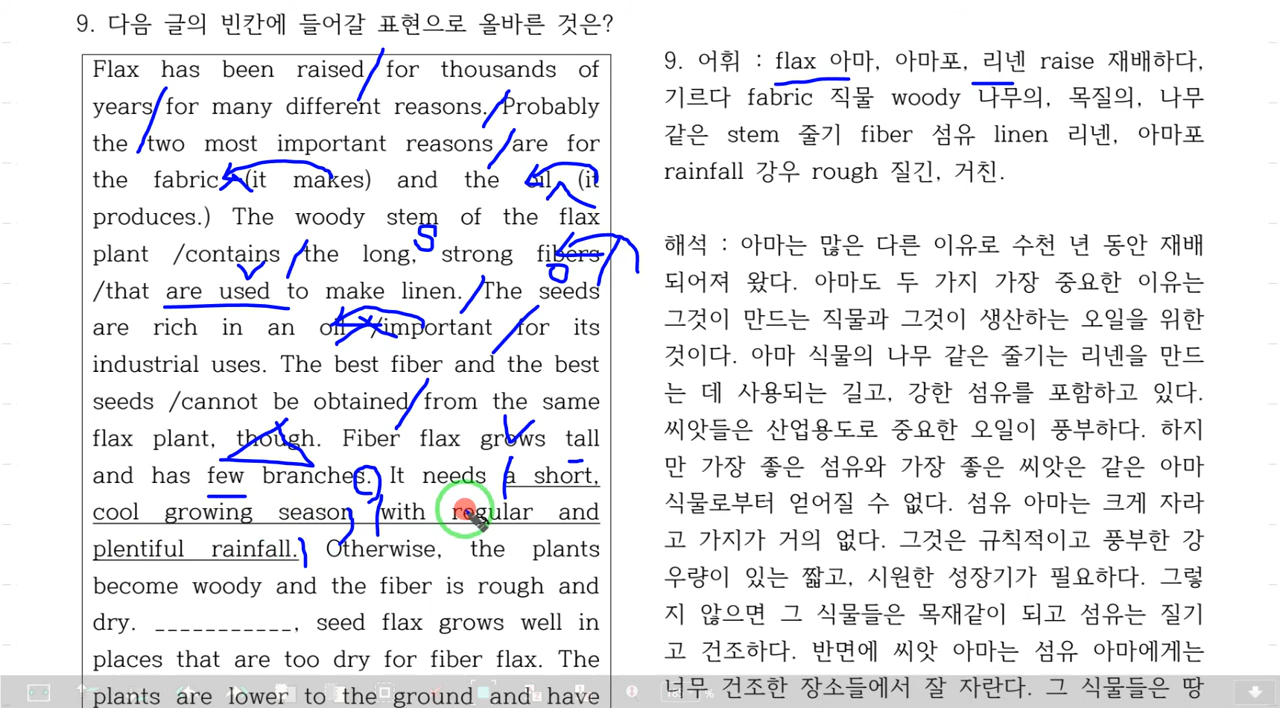 9. 다음 글의 빈칸에 들어갈 표현으로 올바른 것은?
Flax has been raised for thousands of
years for many different reasons. Probably
the two most important reasons are for
the fabric (it makes) and the oil (it
produces.) The woody stem of the flax
plant /contains the long, strong fibers
/that are used to make linen. The seeds
are rich in an oil /important for its
industrial uses. The best fiber and the best
seeds /cannot be obtained from the same
flax plant, though. Fiber flax grows tall
and has few branches. It needs a short,
cool growing season with regular and
plentiful rainfall. Otherwise, the plants
become woody and the fiber is rough and
dry. ___________, seed flax grows well in
places that are too dry for fiber flax. The
plants are lower to the ground and have
9. 어휘 : flax 아마, 아마포, 리넨 raise 재배하다,
기르다 fabric 직물 woody 나무의, 목질의, 나무
같은 stem 줄기 fiber 섬유 linen 리넨, 아마포
rainfall 강우 rough 질긴, 거친.
해석 : 아마는 많은 다른 이유로 수천 년 동안 재배
되어져 왔다. 아마도 두 가지 가장 중요한 이유는
그것이 만드는 직물과 그것이 생산하는 오일을 위한
것이다. 아마 식물의 나무 같은 줄기는 리넨을 만드
는 데 사용되는 길고, 강한 섬유를 포함하고 있다.
씨앗들은 산업용도로 중요한 오일이 풍부하다. 하지
만 가장 좋은 섬유와 가장 좋은 씨앗은 같은 아마
식물로부터 얻어질 수 없다. 섬유 아마는 크게 자라
고 가지가 거의 없다. 그것은 규칙적이고 풍부한 강
우량이 있는 짧고, 시원한 성장기가 필요하다. 그렇
지 않으면 그 식물들은 목재같이 되고 섬유는 질기
고 건조하다. 반면에 씨앗 아마는 섬유 아마에게는
너무 건조한 장소들에서 잘 자란다. 그 식물들은 땅